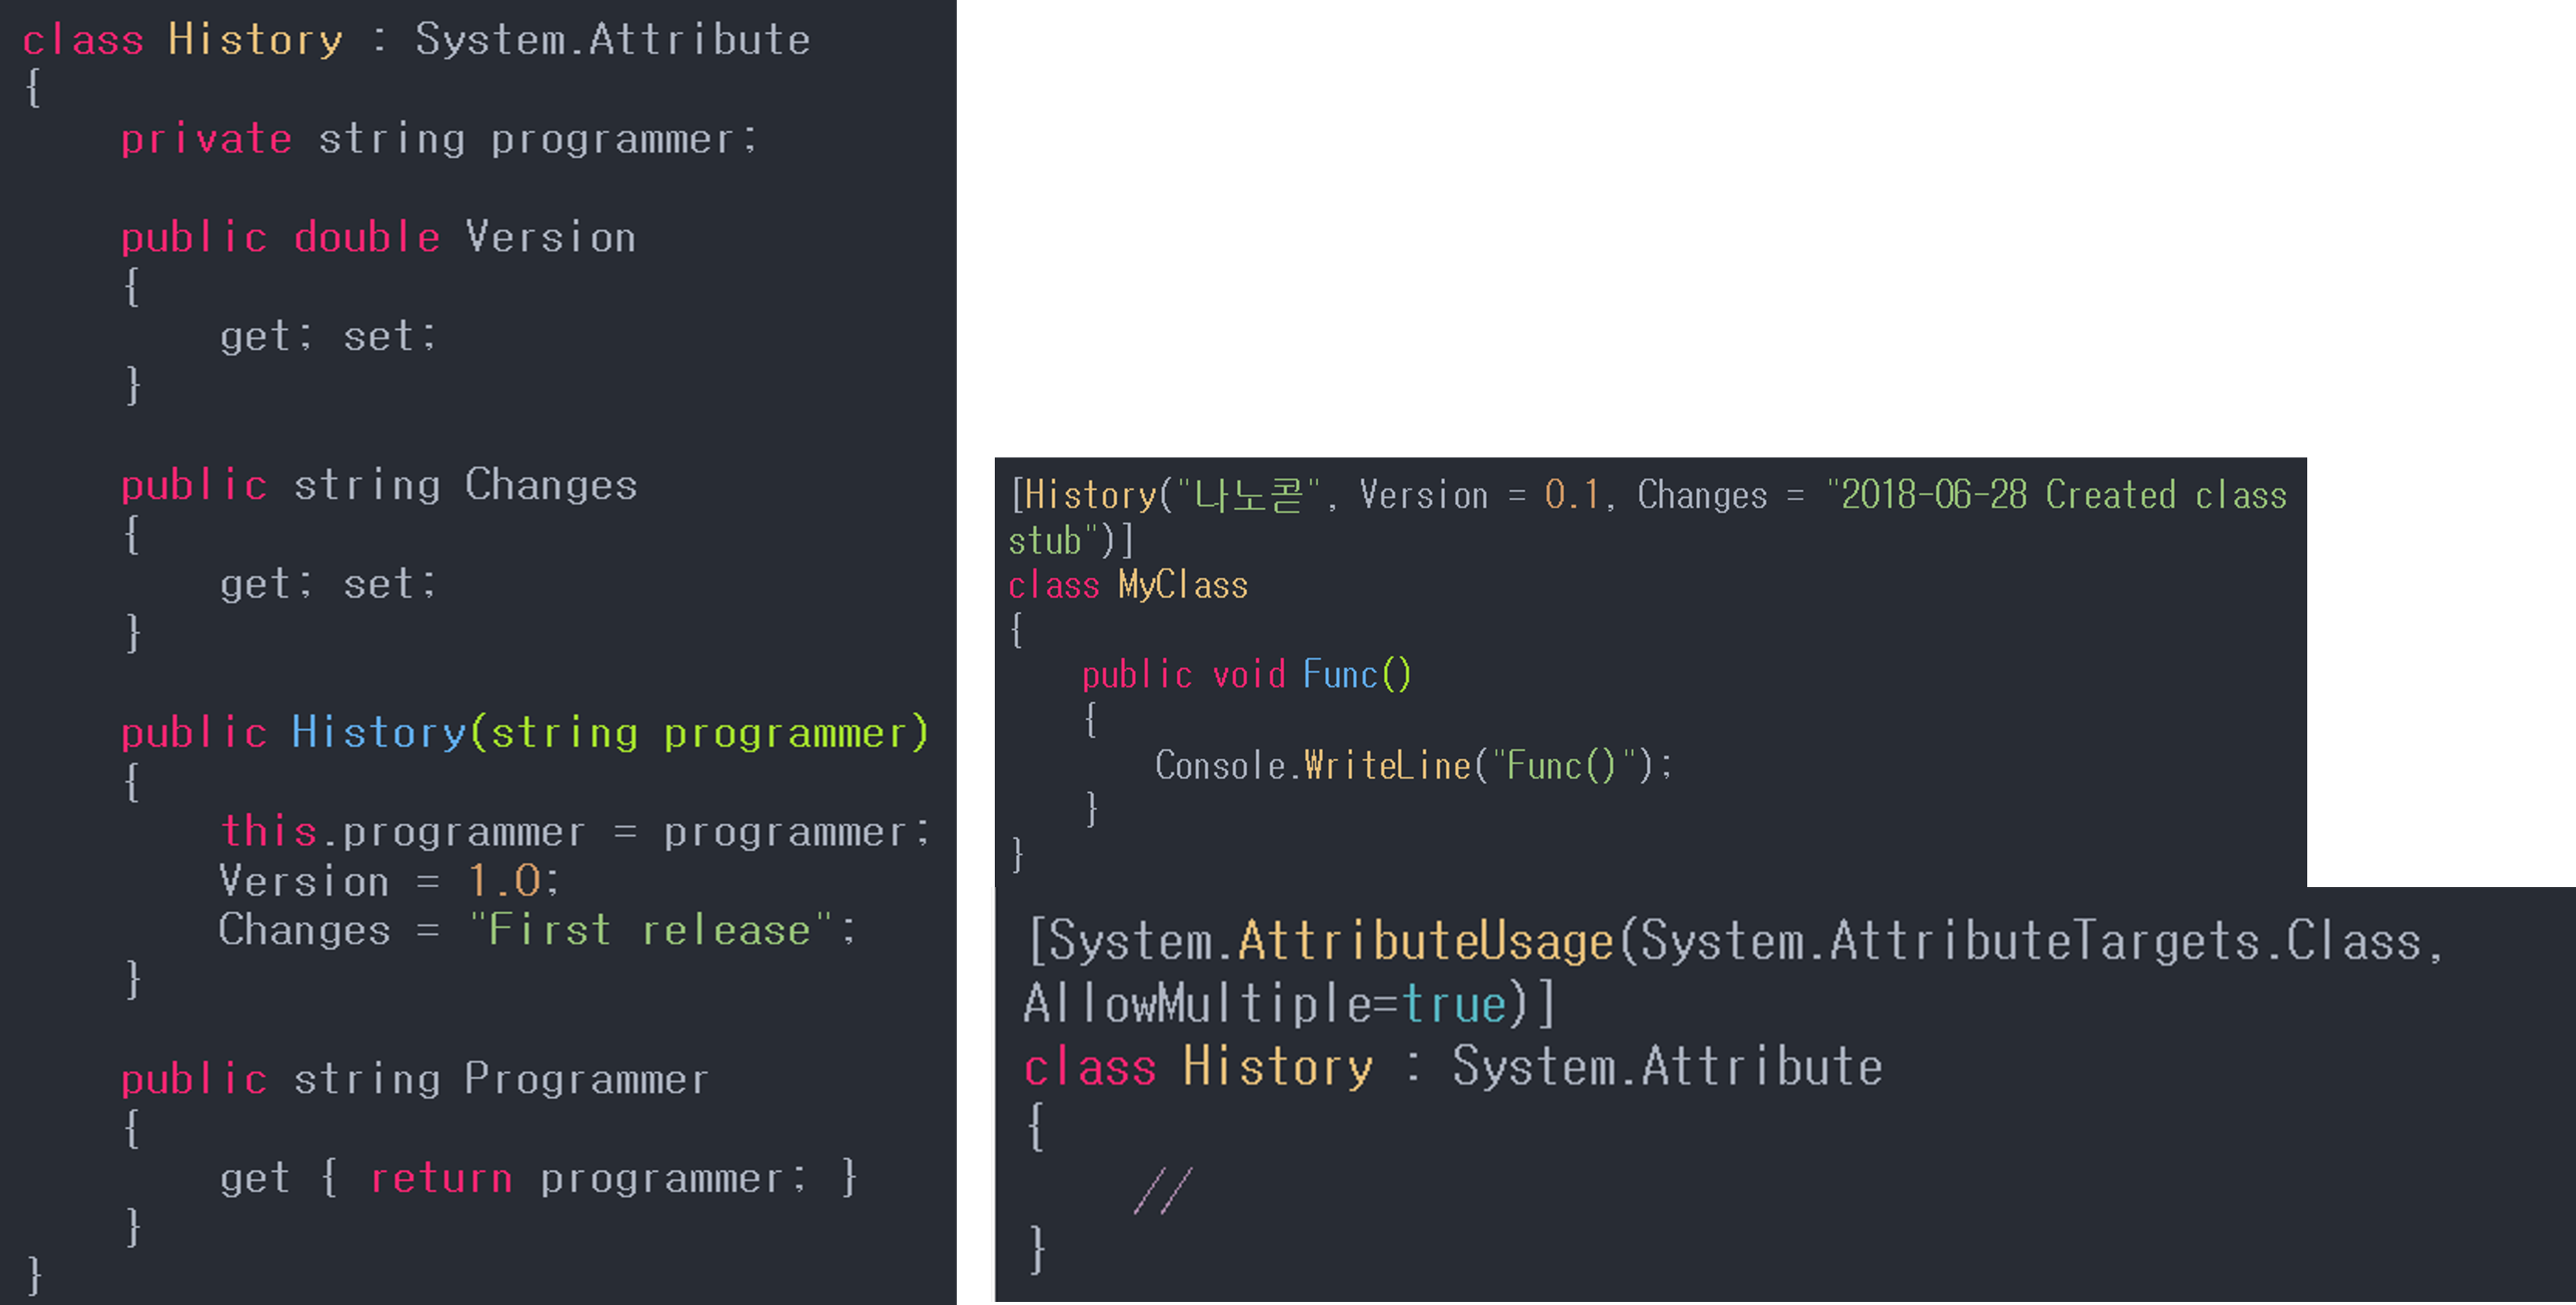 class History : System.Attribute
{
    private string programmer;

    public double Version
    {
        get; set;
    }

    public string Changes
    {
        get; set;
    }

    public History(string programmer)
    {
        this.programmer = programmer;
        Version = 1.0;
        Changes = "First release";
    }

    public string Programmer
    {
        get { return programmer; }
    }
}
[History("나노콛", Version = 0.1, Changes = "2018-06-28 Created class
stub")]
class MyClass
{
    public void Func()
    {
        Console.WriteLine("Func()");
    }
}
[System.AttributeUsage(System.AttributeTargets.Class,
AllowMultiple=true)]
class History : System.Attribute
{
    //
}